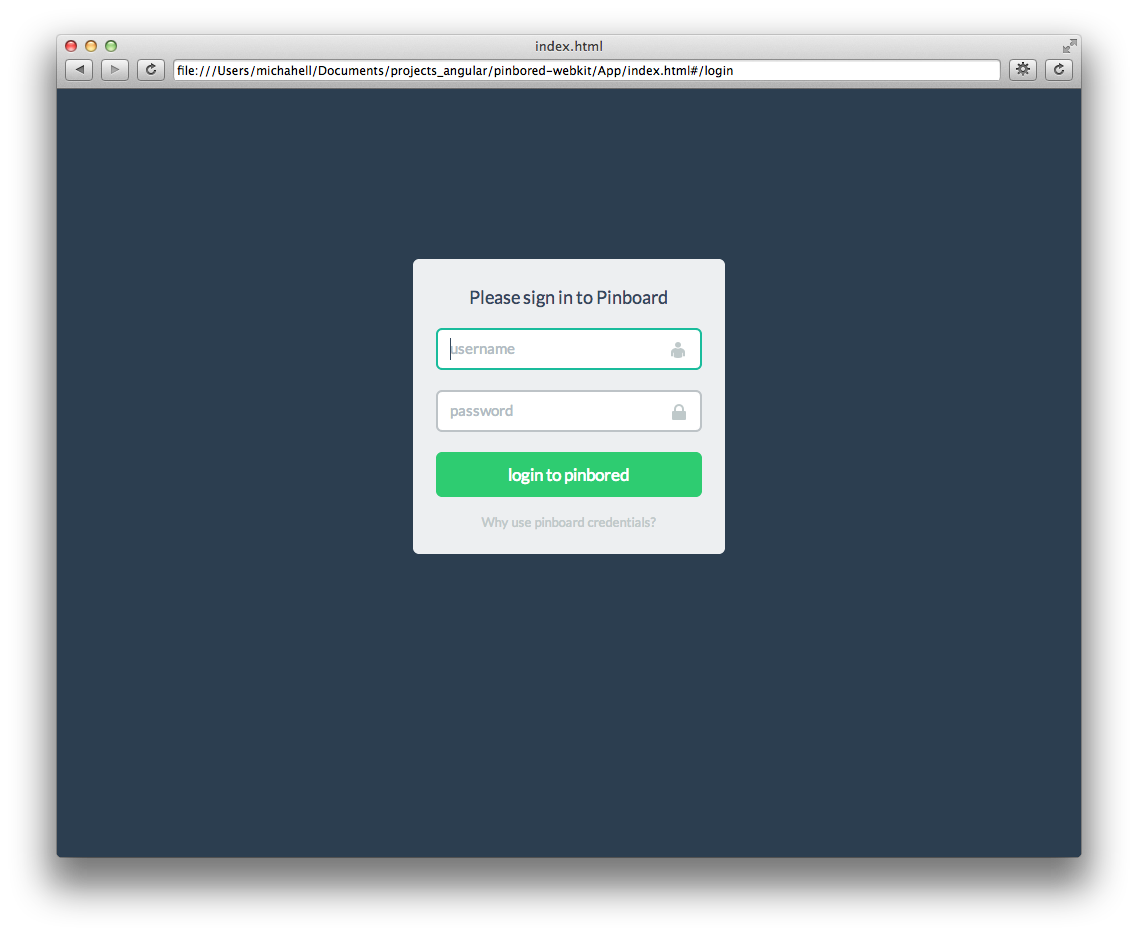 index.html
file:///Users/michahell/Documents/projects_angular/pinbored-webkit/App/index.html#/login
Please sign in to Pinboard
username
password
login to pinbored
Why use pinboard credentials?